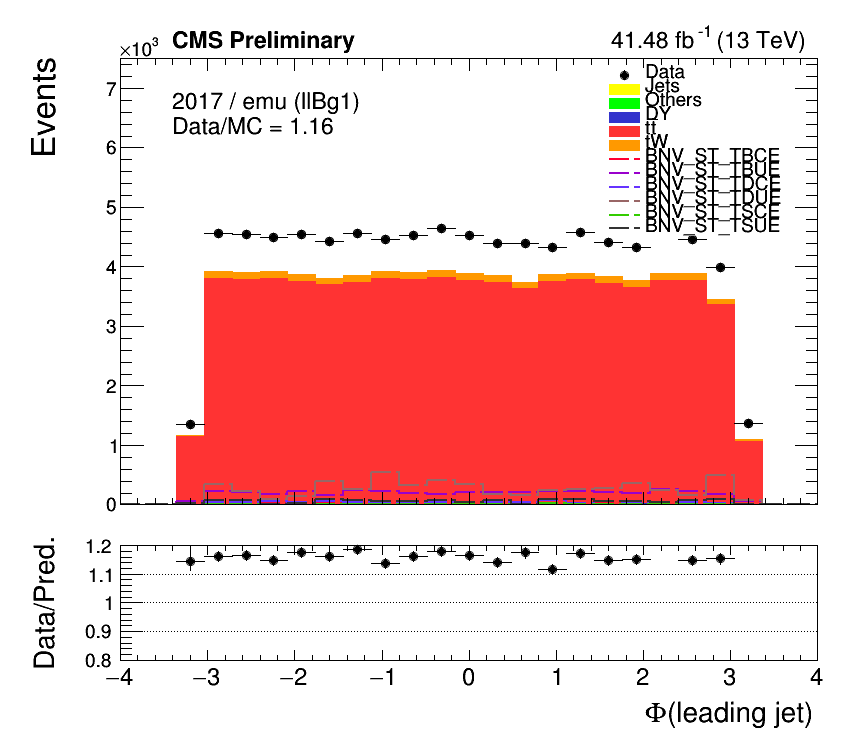 ×10³ CMS Preliminary 41.48 fb⁻¹ (13 TeV)
Events
2017 / emu (llBg1)
Data/MC = 1.16
Data
Jets
Others
DY
tt
tW
BNV_ST_TBCE
BNV_ST_TBUE
BNV_ST_TDCE
BNV_ST_TDUE
BNV_ST_TSCE
BNV_ST_TSUE
7
6
5
4
3
2
1
0
Data/Pred.
1.2
1.1
1
0.9
0.8
−4 −3 −2 −1 0 1 2 3 4
Φ(leading jet)